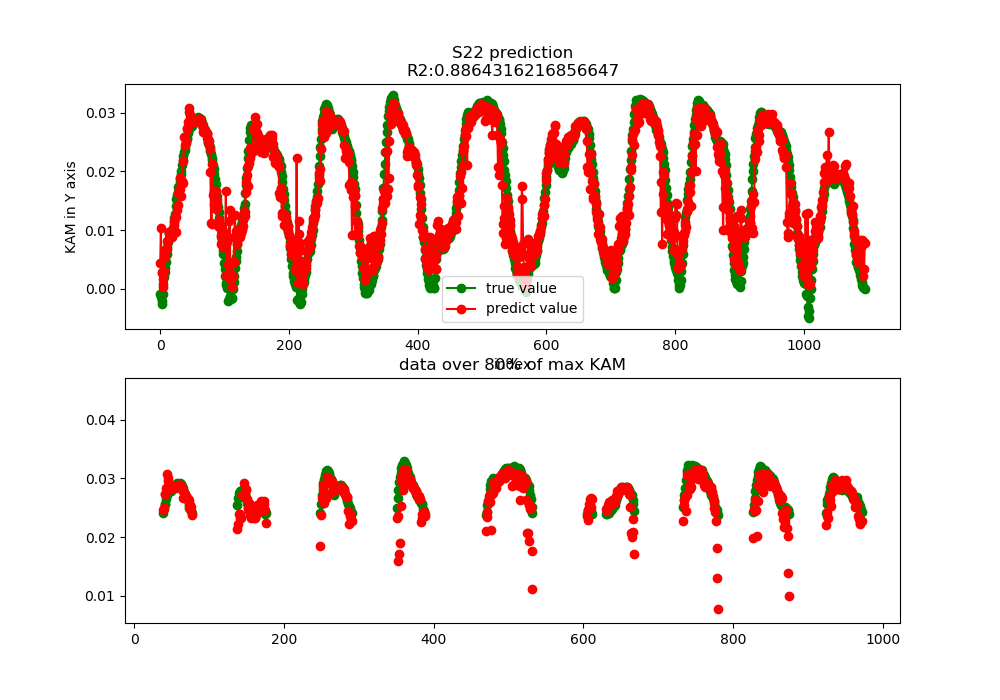 S22 prediction
R2:0.8864316216856647
KAM in Y axis
0.03
0.02
0.01
0.00
true value
predict value
0 200 400 600 800 1000
index
data over 80% of max KAM
0.04
0.03
0.02
0.01
0 200 400 600 800 1000